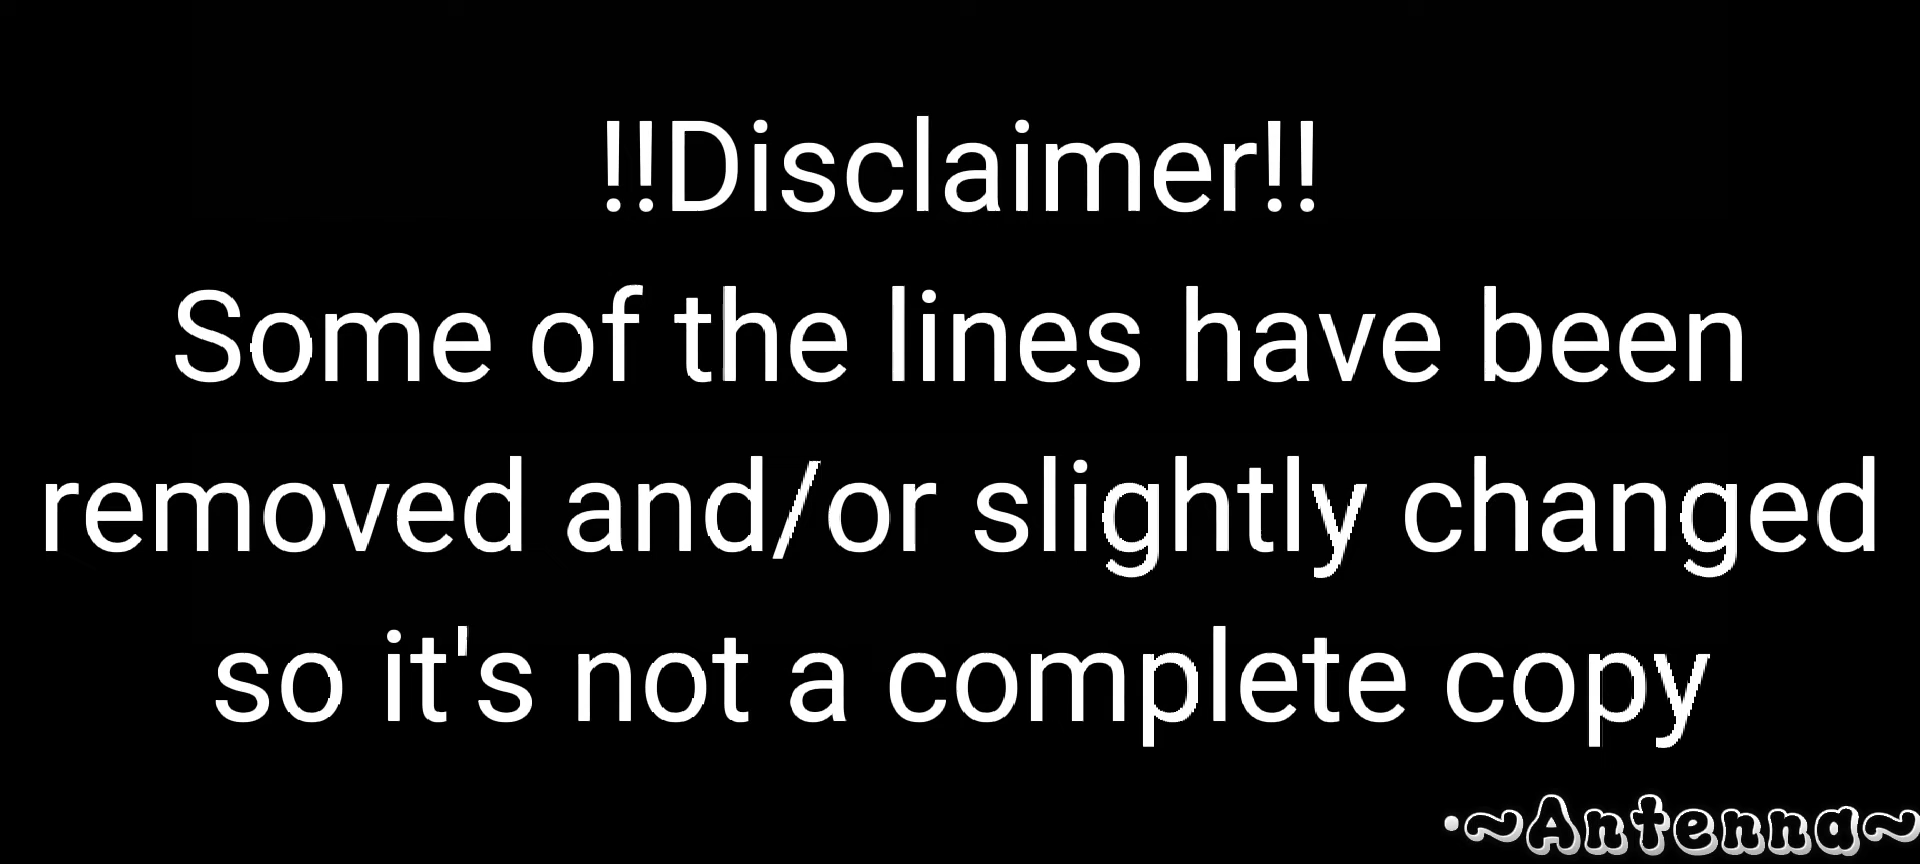 !!Disclaimer!!
Some of the lines have been
removed and/or slightly changed
so it's not a complete copy
·~Antenna~